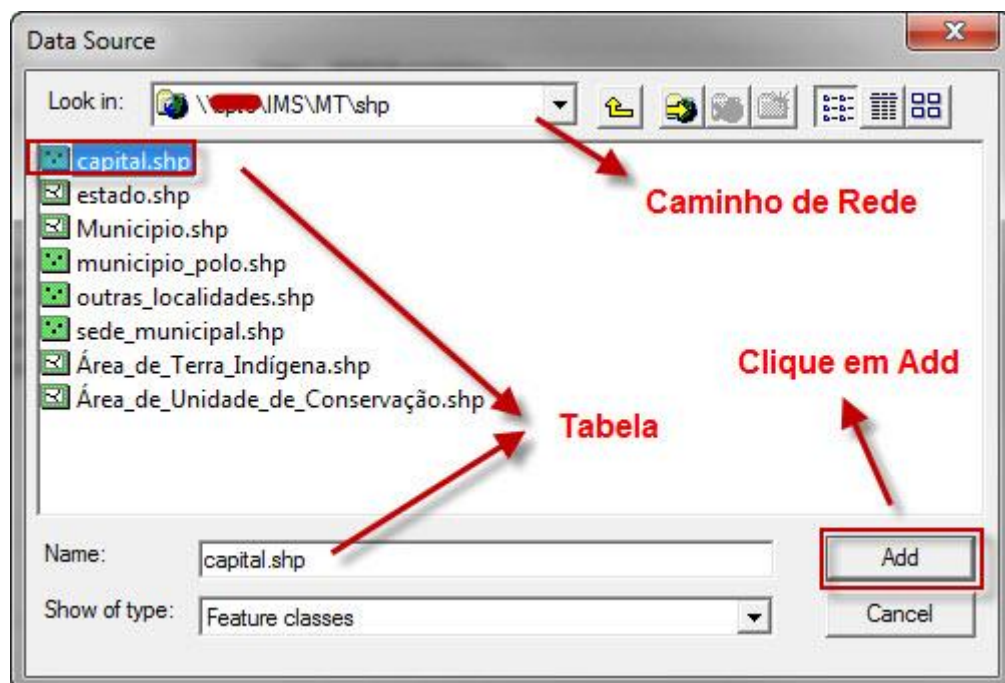 Data Source
Look in: \\ \IMS\MT\shp
Caminho de Rede
capital.shp
estado.shp
Municipio.shp
municipio_polo.shp
outras_localidades.shp
sede_municipal.shp
Área_de_Terra_Indígena.shp
Área_de_Unidade_de_Conservação.shp
Clique em Add
Tabela
Name: capital.shp
Add
Show of type: Feature classes
Cancel